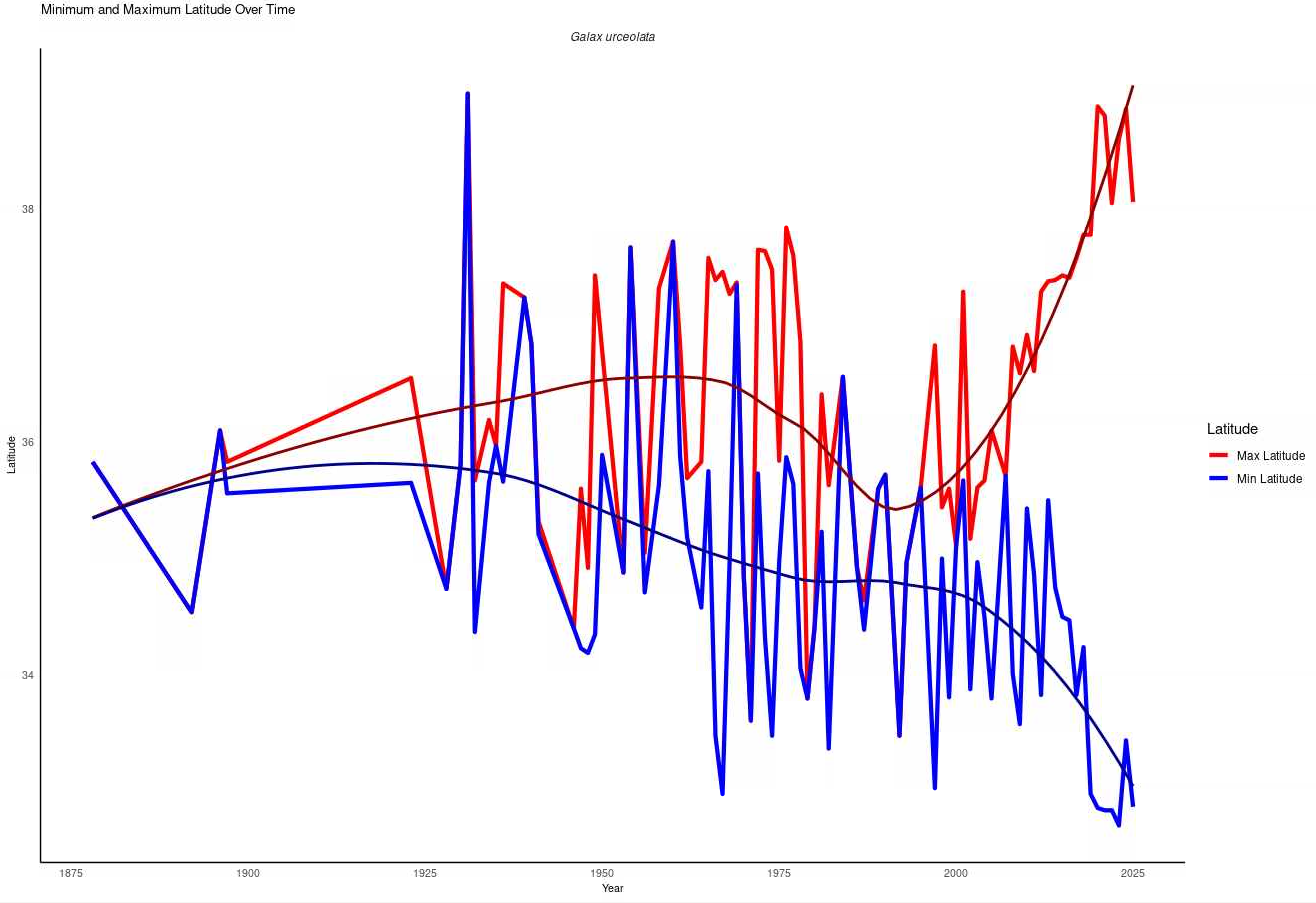 Minimum and Maximum Latitude Over Time
Galax urceolata
38
36
34
Latitude
1875
1900
1925
1950
1975
2000
2025
Year
Latitude
Max Latitude
Min Latitude